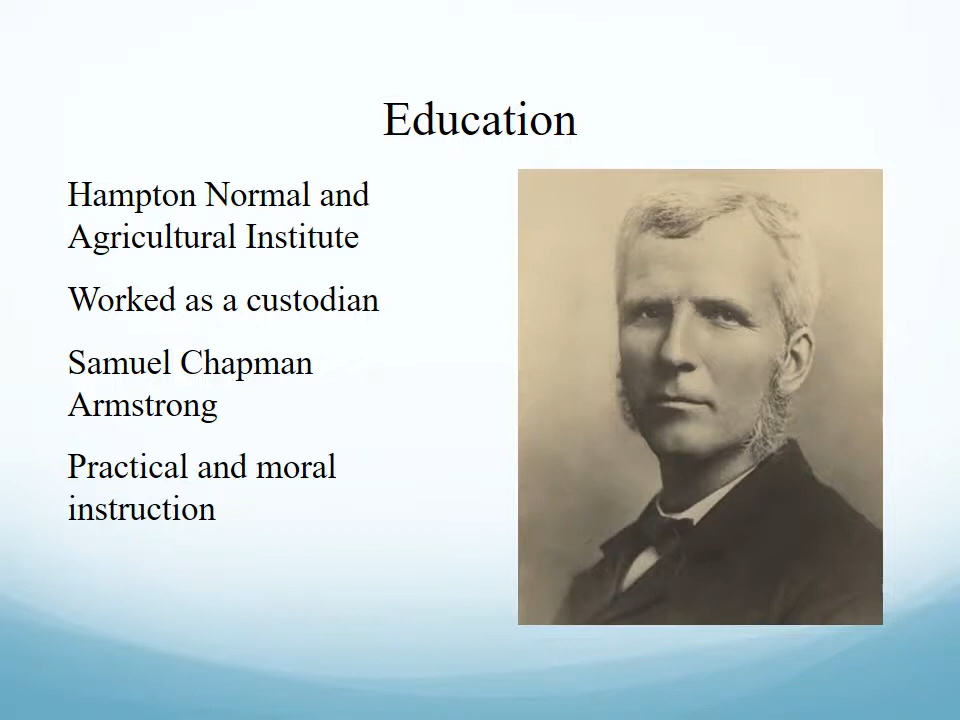 Education
Hampton Normal and
Agricultural Institute
Worked as a custodian
Samuel Chapman
Armstrong
Practical and moral
instruction